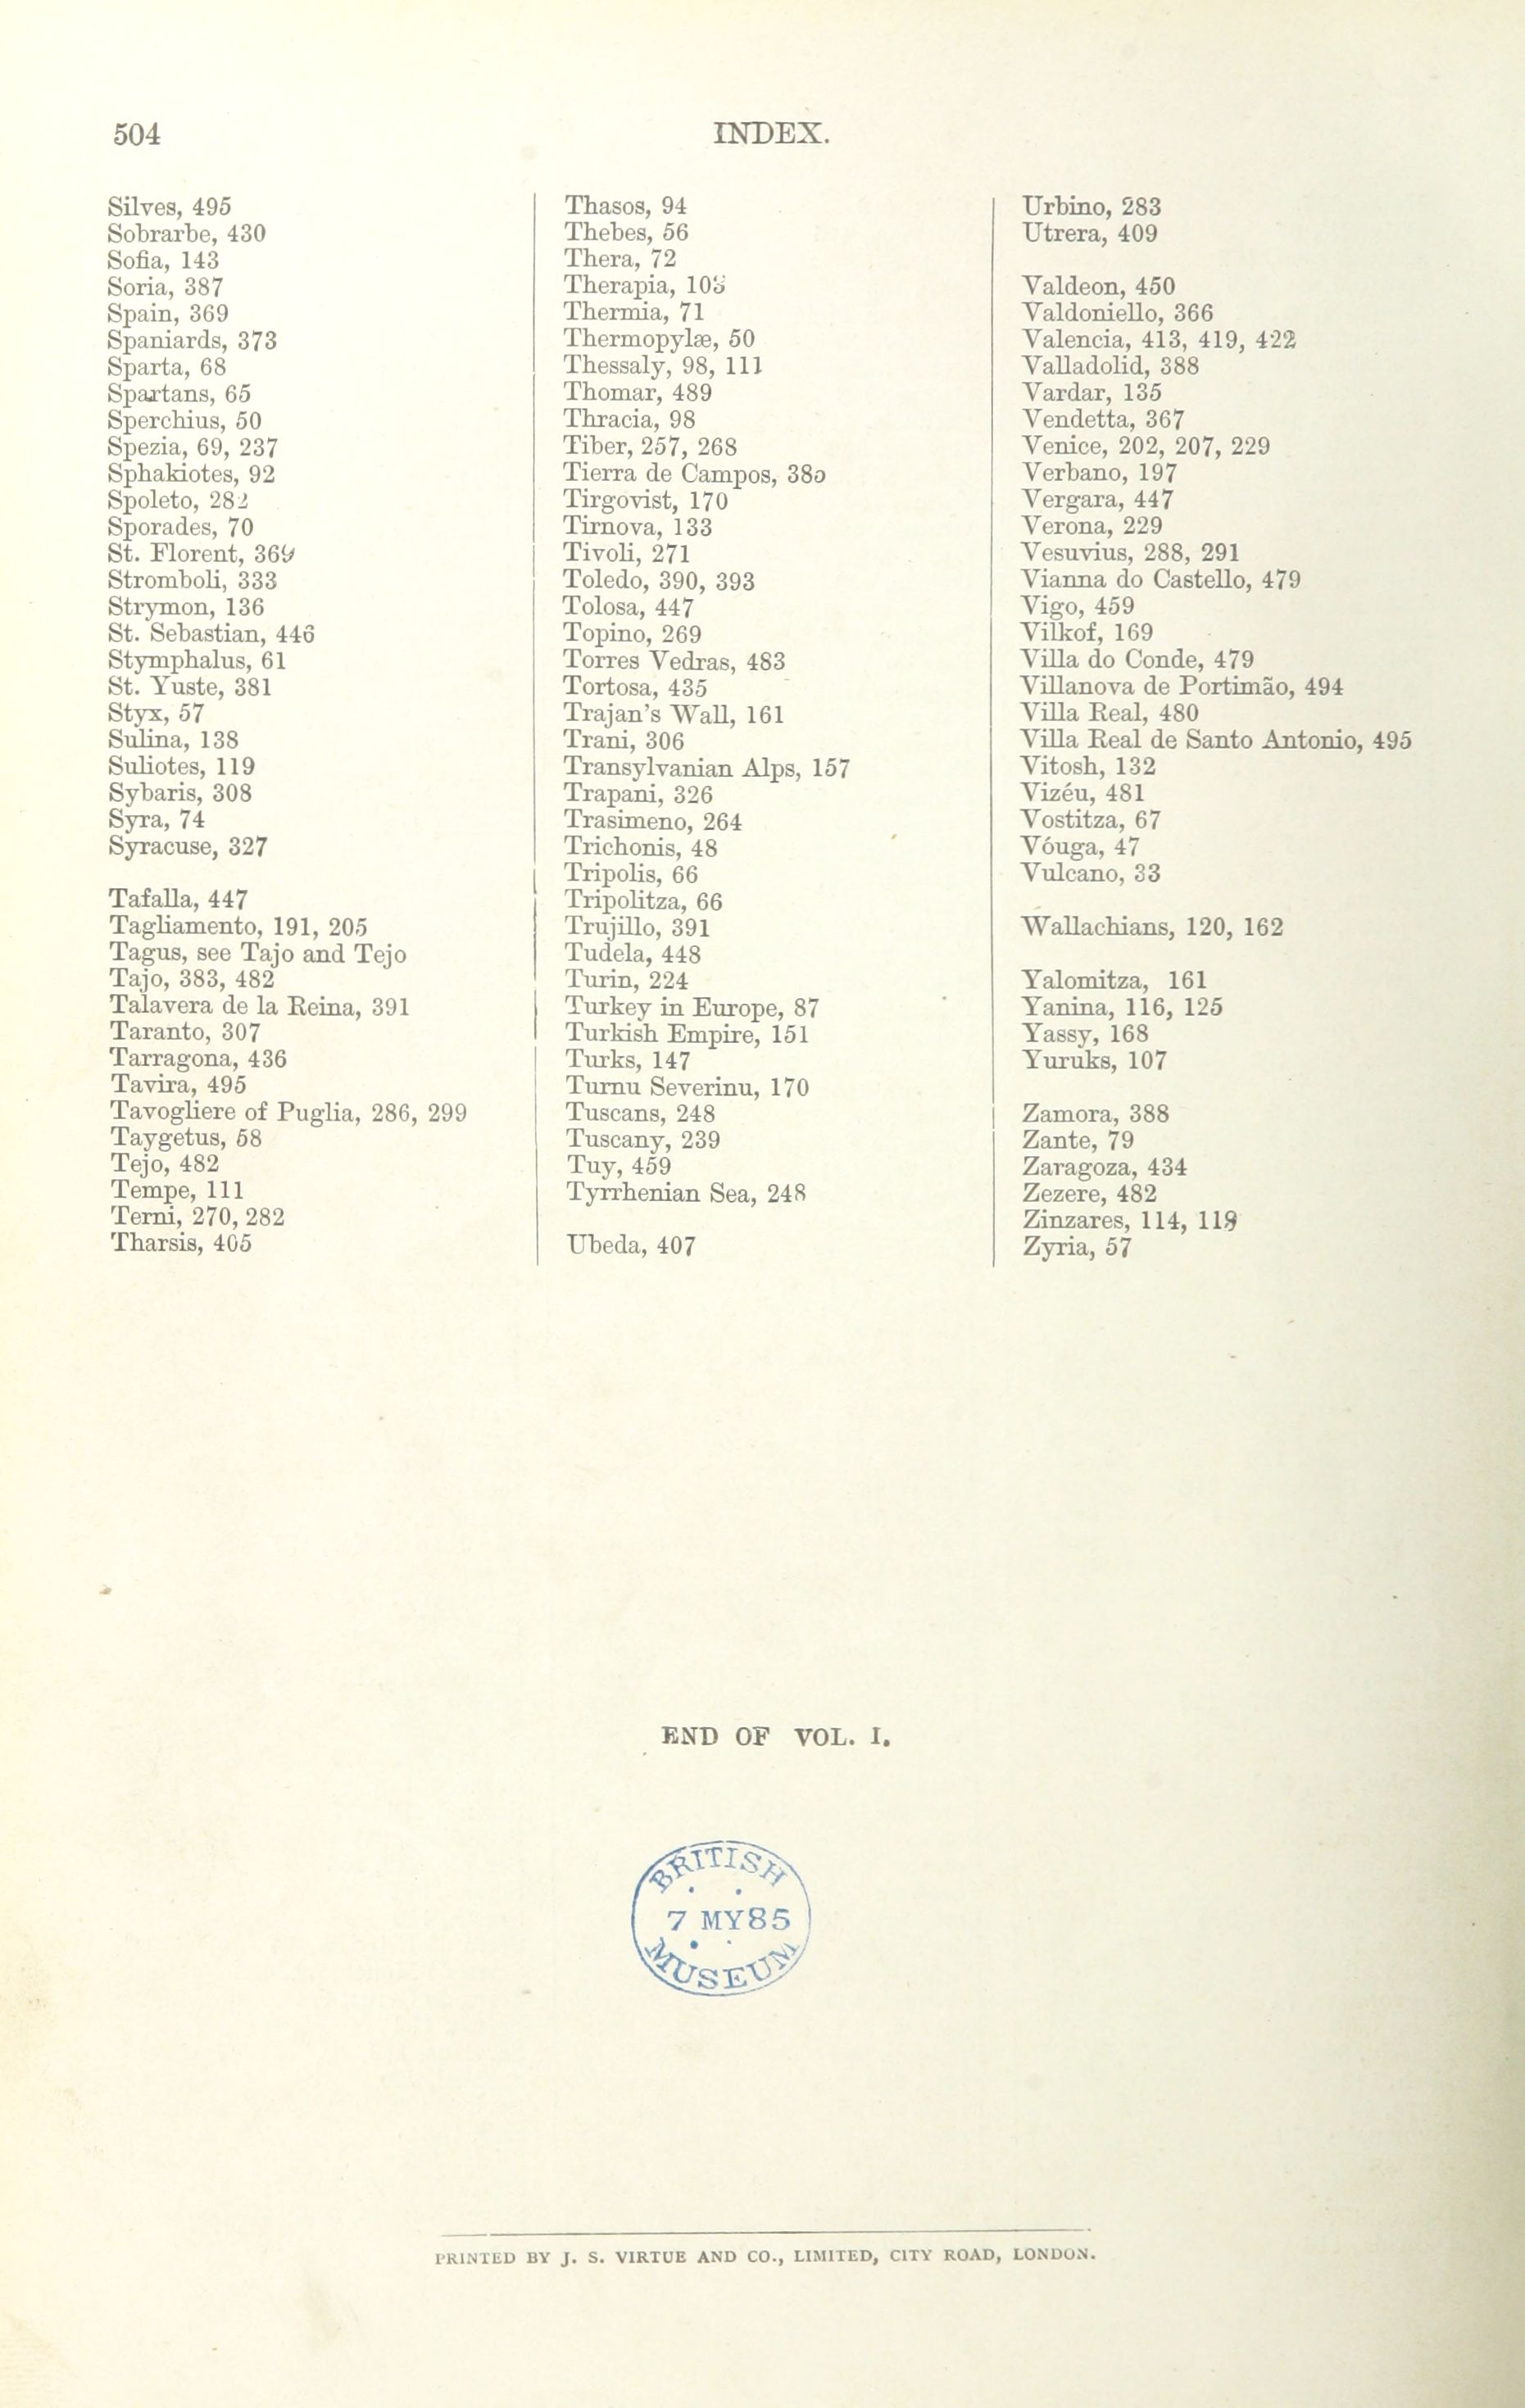 504
INDEX.
Silves, 495
Sobrarbe, 430
Sofia, 143
Soria, 387
Spain, 369
Spaniards, 373
Sparta, 68
Spartans, 65
Sperchius, 50
Spezia, 69, 237
Sphakiotes, 92
Spoleto, 282
Sporades, 70
St. Florent, 369
Stromboli, 333
Strymon, 136
St. Sebastian, 446
Stymphalus, 61
St. Yuste, 381
Styx, 57
Sulina, 138
Suliotes, 119
Sybaris, 308
Syra, 74
Syracuse, 327
Tafalla, 447
Tagliamento, 191, 205
Tagus, see Tajo and Tejo
Tajo, 383, 482
Talavera de la Reina, 391
Taranto, 307
Tarragona, 436
Tavira, 495
Tavogliere of Puglia, 286, 299
Taygetus, 58
Tejo, 482
Tempe, 111
Terni, 270, 282
Tharsis, 405
Thasos, 94
Thebes, 56
Thera, 72
Therapia,
Thermia, 71
Thermopylæ, 50
Thessaly, 98, 111
Thomar, 489
Thracia, 98
Tiber, 257, 268
Tierra de Campos,
Tirgovist, 170
Tirnova, 133
Tivoli, 271
Toledo, 390, 393
Tolosa, 447
Topino, 269
Torres Vedras, 483
Tortosa, 435
Trajan's Wall, 161
Trani, 306
Transylvanian Alps, 157
Trapani, 326
Trasimeno, 264
Trichonis, 48
Tripolis, 66
Tripolitza, 66
Trujillo, 391
Tudela, 448
Turin, 224
Turkey in Europe, 87
Turkish Empire, 151
Turks, 147
Turnu Severinu, 170
Tuscans, 248
Tuscany, 239
Tuy, 459
Tyrrhenian Sea, 248
Ubeda, 407
Urbino, 283
Utrera, 409
Valdeon, 450
Valdoniello, 366
Valencia, 413, 419, 422
Valladolid, 388
Vardar, 135
Vendetta, 367
Venice, 202, 207, 229
Verbano, 197
Vergara, 447
Verona, 229
Vesuvius, 288, 291
Vianna do Castello, 479
Vigo, 459
Vilkof, 169
Villa do Conde, 479
Villanova de Portimão, 494
Villa Real, 480
Villa Real de Santo Antonio, 495
Vitosh, 132
Vizéu, 481
Vostitza, 67
Vóuga, 47
Vulcano, 33
Wallachians, 120, 162
Yalomitza, 161
Yanina, 116, 125
Yassy, 168
Yuruks, 107
Zamora, 388
Zante, 79
Zaragoza, 434
Zezere, 482
Zinzares, 114, 119
Zyria, 57
END OF VOL. I.
BRITISH
7 MY85
MUSEUM
PRINTED BY J. S. VIRTUE AND CO., LIMITED, CITY ROAD, LONDON.